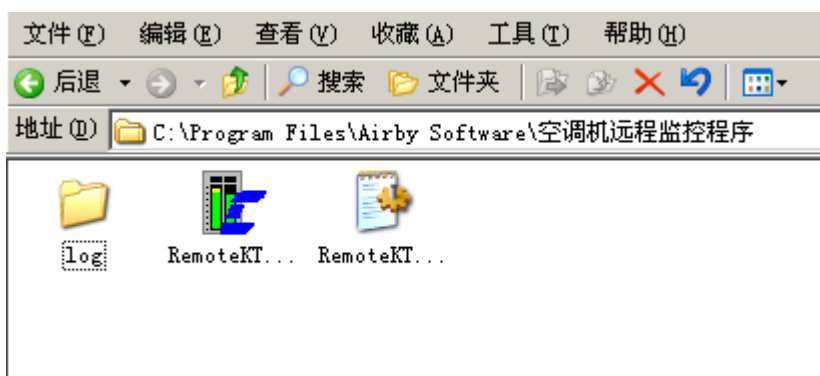 文件(F) 编辑(E) 查看(V) 收藏(A) 工具(T) 帮助(H)
后退 搜索 文件夹
地址(D) C:\Program Files\Airby Software\空调机远程监控程序
log RemoteKT... RemoteKT...